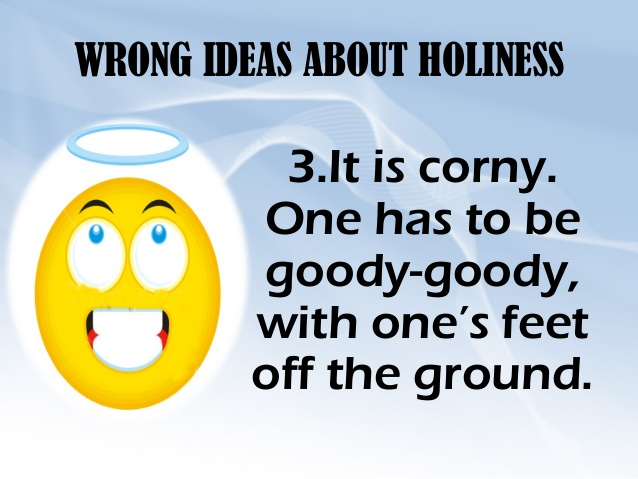 WRONG IDEAS ABOUT HOLINESS
3.It is corny.
One has to be
goody-goody,
with one’s feet
off the ground.